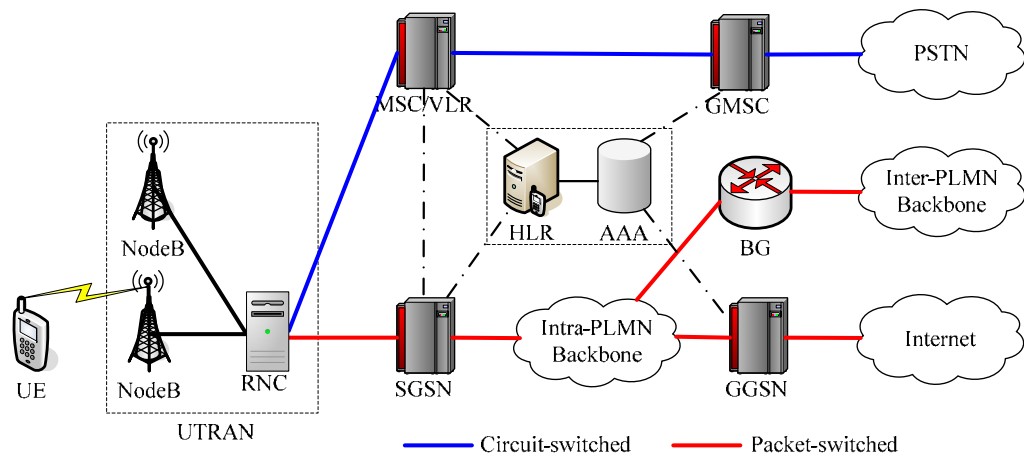 MSC/VLR
GMSC
PSTN
NodeB
HLR
AAA
BG
Inter-PLMN
Backbone
UE
NodeB
RNC
SGSN
Intra-PLMN
Backbone
GGSN
Internet
UTRAN
Circuit-switched
Packet-switched